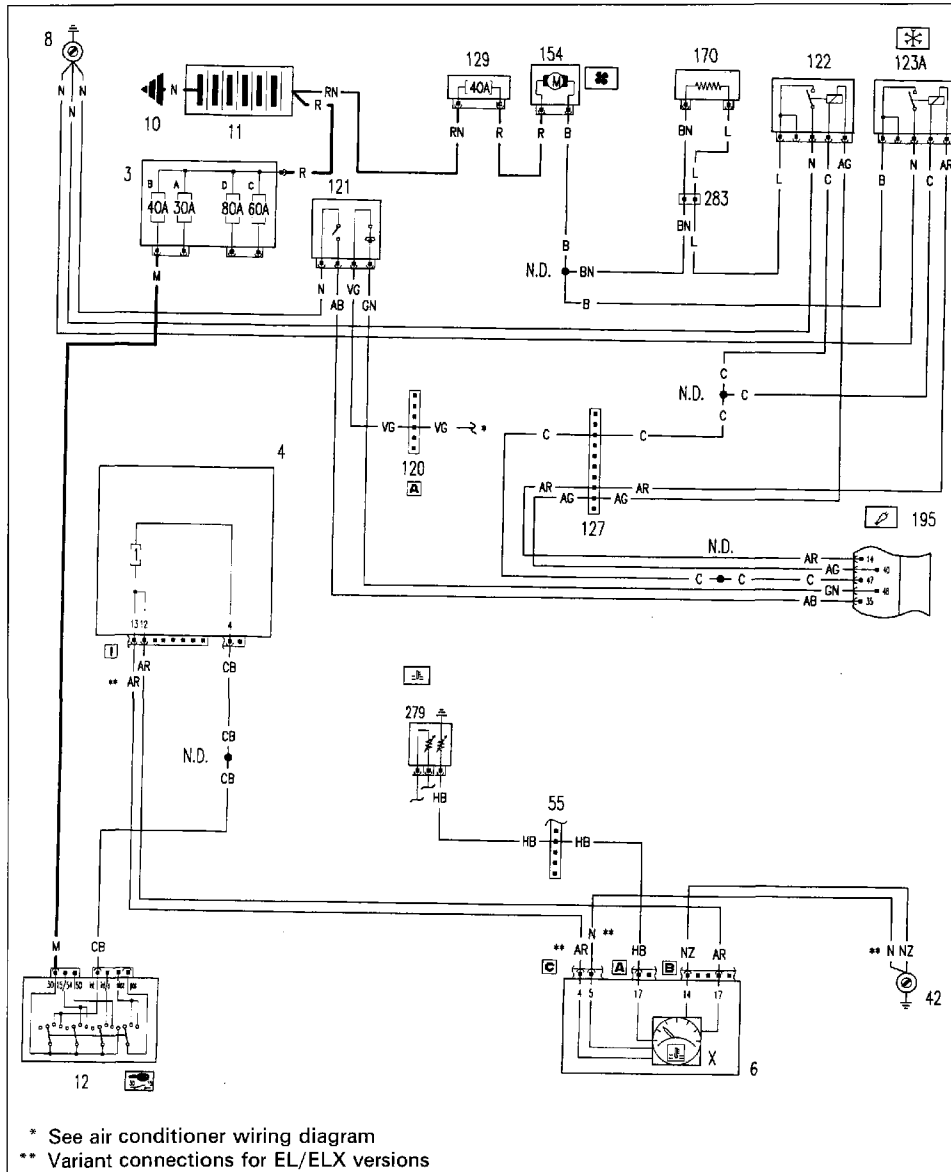 8
N N N
10 N 11 R RN
129
40A
RN R
154
M
R B
170
BN L
122
L N C AG
123A
B N C AR
3
B A D C
40A 30A 80A 60A
R
M
121
N AB VG GN
L
283
BN L
B
N.D. BN
B
C
N.D. C
C
VG VG *
120
A
C C
AR AR
AG AG
127
4
1
13 12 4
AR CB
** AR
195
N.D. AR 14
AG 40
C C C 47
GN 48
AB 35
CB
N.D.
CB
279
HB
55
HB HB
M CB
30 15/54 50
12
N **
** AR HB NZ AR
C A B
4 5 17 14 17
X
6
** N NZ
42
* See air conditioner wiring diagram
** Variant connections for EL/ELX versions